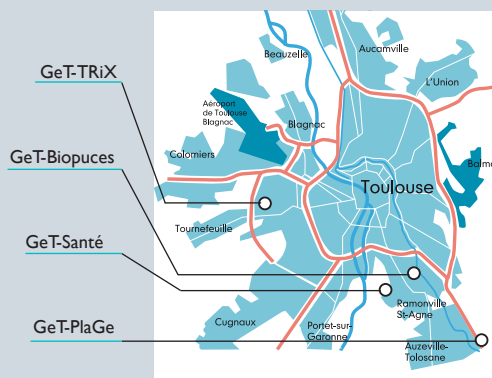 GeT-TRiX
GeT-Biopuces
GeT-Santé
GeT-PlaGe
Beauzelle
Aucamville
L'Union
Aéroport
de Toulouse
Blagnac
Blagnac
Colomiers
Balma
Toulouse
Tournefeuille
Ramonville
St-Agne
Cugnaux
Portet-sur-
Garonne
Auzeville-
Tolosane